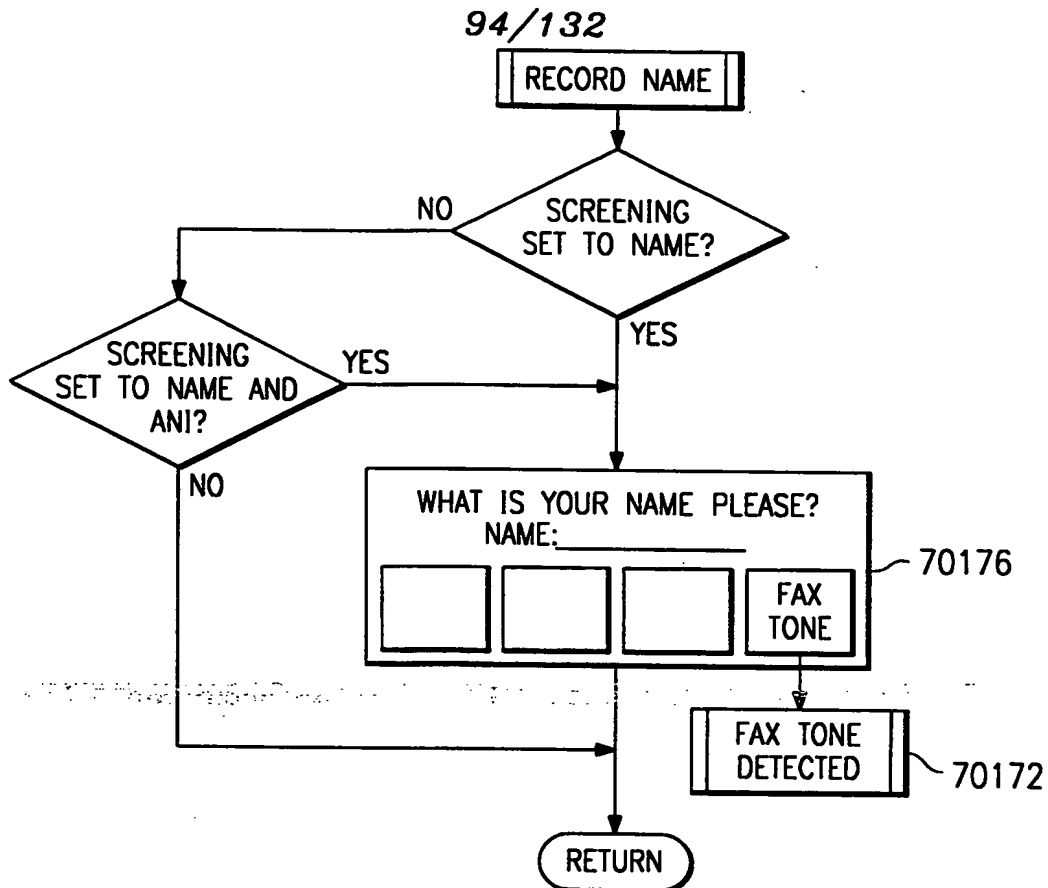 94/132
RECORD NAME
SCREENING
SET TO NAME?
NO
YES
SCREENING
SET TO NAME AND
ANI?
YES
NO
WHAT IS YOUR NAME PLEASE?
NAME:
FAX
TONE
70176
FAX TONE
DETECTED
70172
RETURN